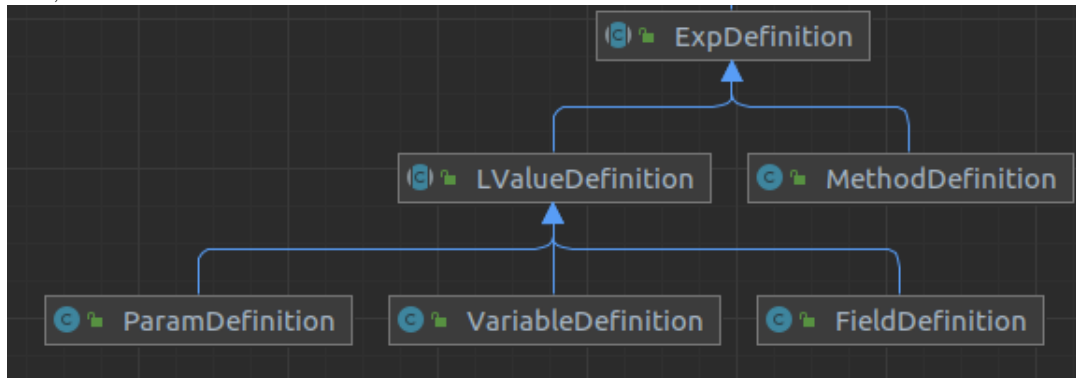 ExpDefinition
LValueDefinition
MethodDefinition
ParamDefinition
VariableDefinition
FieldDefinition